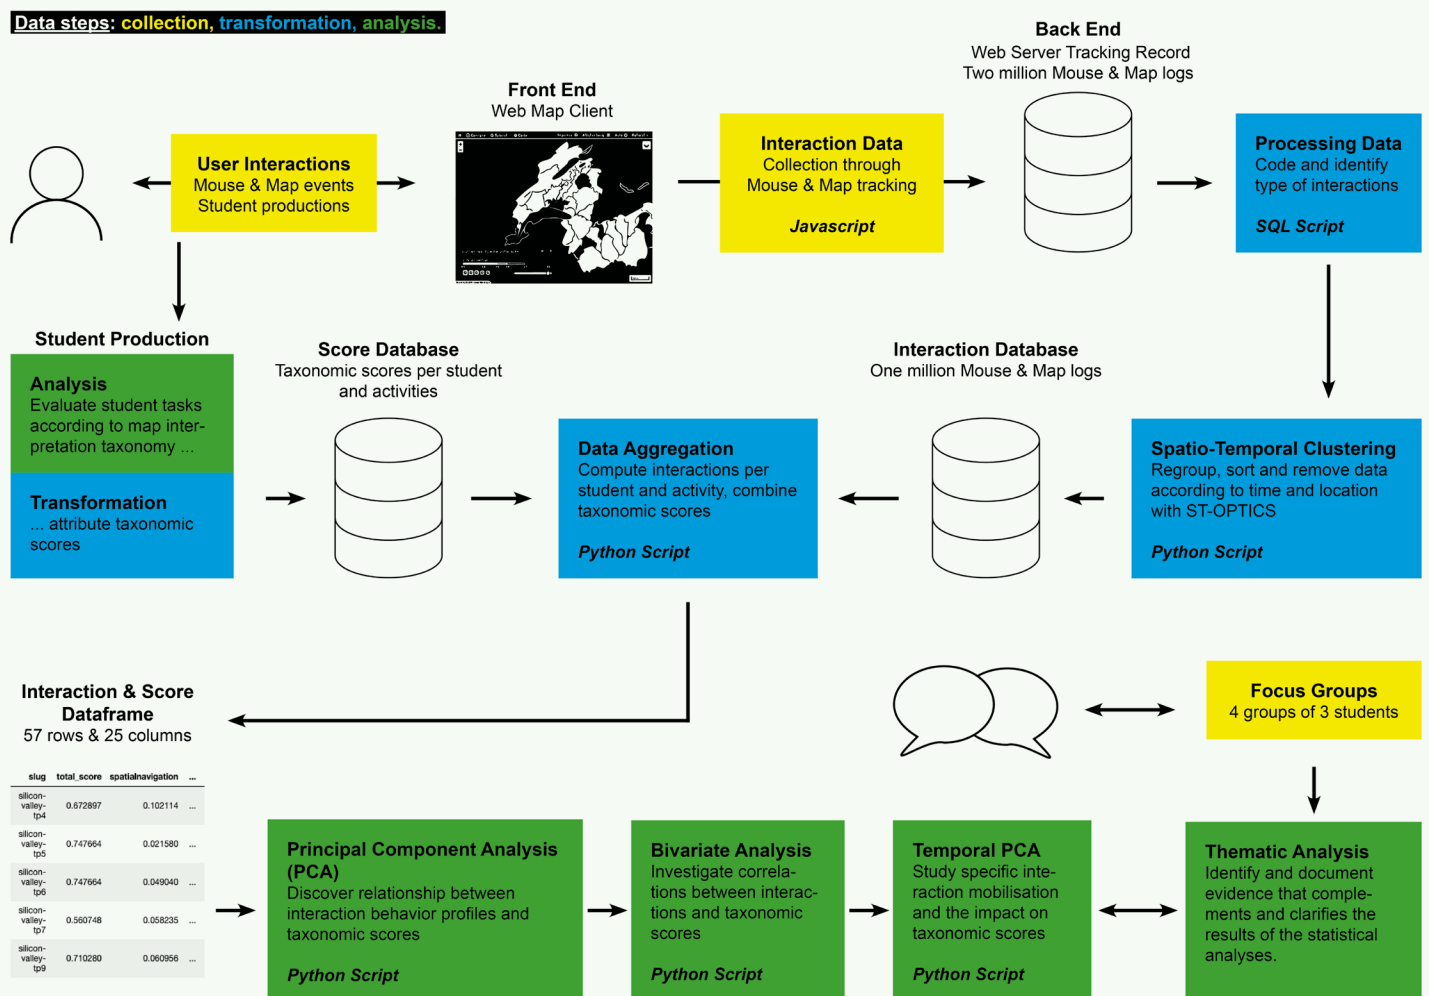 Data steps: collection, transformation, analysis.
Back End
Web Server Tracking Record
Two million Mouse & Map logs
Front End
Web Map Client
User Interactions
Mouse & Map events
Student productions
Interaction Data
Collection through
Mouse & Map tracking
Javascript
Processing Data
Code and identify
type of interactions
SQL Script
Student Production
Analysis
Evaluate student tasks
according to map inter-
pretation taxonomy ...
Transformation
... attribute taxonomic
scores
Score Database
Taxonomic scores per student
and activities
Data Aggregation
Compute interactions per
student and activity, combine
taxonomic scores
Python Script
Interaction Database
One million Mouse & Map logs
Spatio-Temporal Clustering
Regroup, sort and remove data
according to time and location
with ST-OPTICS
Python Script
Interaction & Score
Dataframe
57 rows & 25 columns
slug total_score spatialnavigation ...
silicon-
valley-
tp4 0.672897 0.102114 ...
silicon-
valley-
tp5 0.747664 0.021580 ...
silicon-
valley-
tp6 0.747664 0.049040 ...
silicon-
valley-
tp7 0.560748 0.058235 ...
silicon-
valley-
tp9 0.710280 0.060956 ...
Focus Groups
4 groups of 3 students
Principal Component Analysis
(PCA)
Discover relationship between
interaction behavior profiles and
taxonomic scores
Python Script
Bivariate Analysis
Investigate correla-
tions between interac-
tions and taxonomic
scores
Python Script
Temporal PCA
Study specific inte-
raction mobilisation
and the impact on
taxonomic scores
Python Script
Thematic Analysis
Identify and document
evidence that comple-
ments and clarifies the
results of the statistical
analyses.